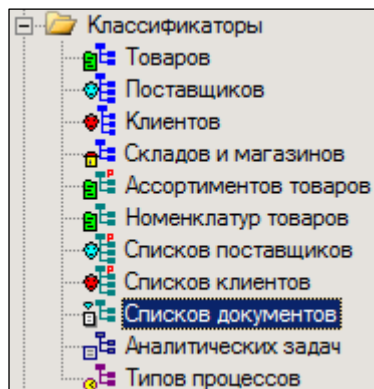 Классификаторы
Товаров
Поставщиков
Клиентов
Складов и магазинов
Ассортиментов товаров
Номенклатур товаров
Списков поставщиков
Списков клиентов
Списков документов
Аналитических задач
Типов процессов